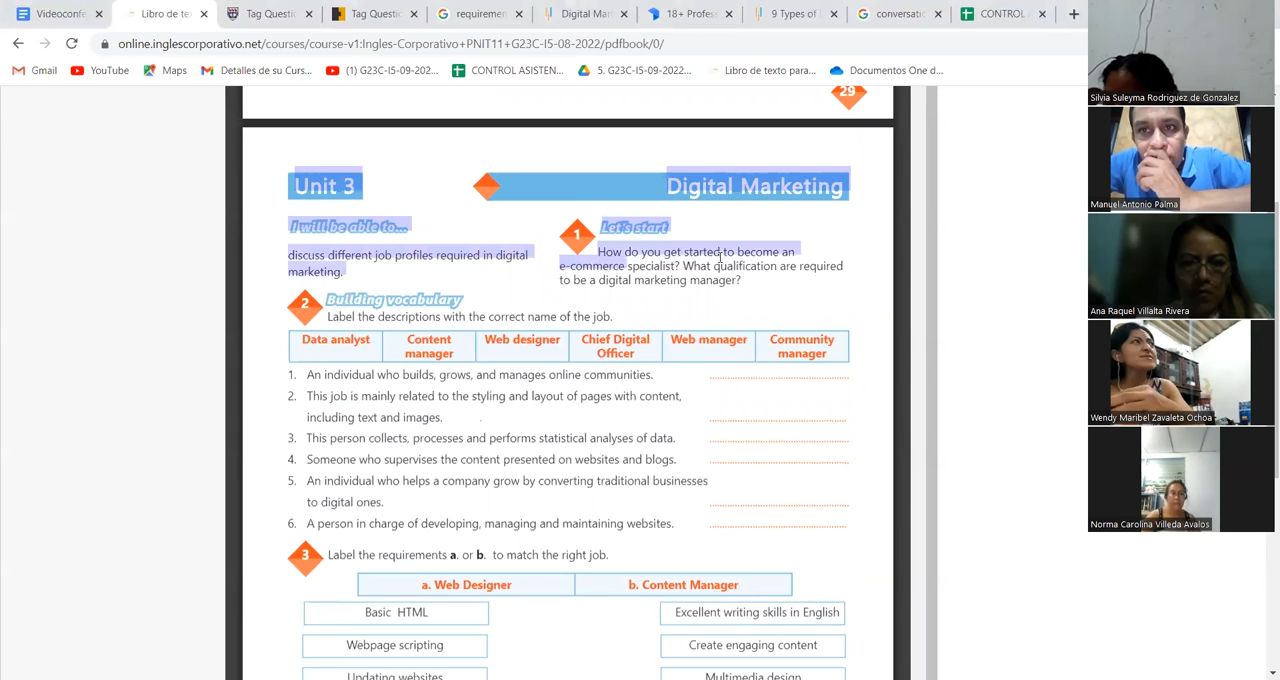 Videoconfe
Libro de tex
Tag Questi
Tag Questi
requiremen
Digital Man
18+ Profes
9 Types of I
conversatio
CONTROL A
online.inglescorporativo.net/courses/course-v1:Ingles-Corporativo+PNIT11+G23C-I5-08-2022/pdfbook/0/
Gmail
YouTube
Maps
Detalles de su Curs...
(1) G23C-I5-09-202...
CONTROL ASISTEN...
5. G23C-I5-09-2022...
Libro de texto para...
Documentos One d...
29
Unit 3
Digital Marketing
I will be able to...
discuss different job profiles required in digital
marketing.
1
Let's start
How do you get started to become an
e-commerce specialist? What qualification are required
to be a digital marketing manager?
2
Building vocabulary
Label the descriptions with the correct name of the job.
Data analyst
Content manager
Web designer
Chief Digital Officer
Web manager
Community manager
1. An individual who builds, grows, and manages online communities.
2. This job is mainly related to the styling and layout of pages with content,
including text and images.
3. This person collects, processes and performs statistical analyses of data.
4. Someone who supervises the content presented on websites and blogs.
5. An individual who helps a company grow by converting traditional businesses
to digital ones.
6. A person in charge of developing, managing and maintaining websites.
3
Label the requirements a. or b. to match the right job.
a. Web Designer
b. Content Manager
Basic HTML
Excellent writing skills in English
Webpage scripting
Create engaging content
Updating websites
Multimedia design
Silvia Suleyma Rodriguez de Gonzalez
Manuel Antonio Palma
Ana Raquel Villalta Rivera
Wendy Maribel Zavaleta Ochoa
Norma Carolina Villeda Avalos